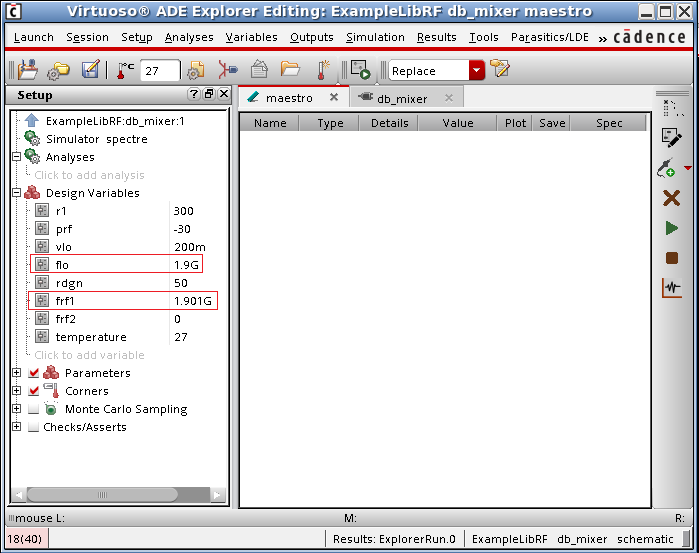 Virtuoso® ADE Explorer Editing: ExampleLibRF db_mixer maestro
Launch Session Setup Analyses Variables Outputs Simulation Results Tools Parasitics/LDE » cādence
°C 27 Replace
Setup ? maestro db_mixer
Name Type Details Value Plot Save Spec
ExampleLibRF:db_mixer:1
Simulator spectre
Analyses
Click to add analysis
Design Variables
r1 300
prf -30
vlo 200m
flo 1.9G
rdgn 50
frf1 1.901G
frf2 0
temperature 27
Click to add variable
Parameters
Corners
Monte Carlo Sampling
Checks/Asserts
mouse L: M: R:
18(40) Results: ExplorerRun.0 ExampleLibRF db_mixer schematic